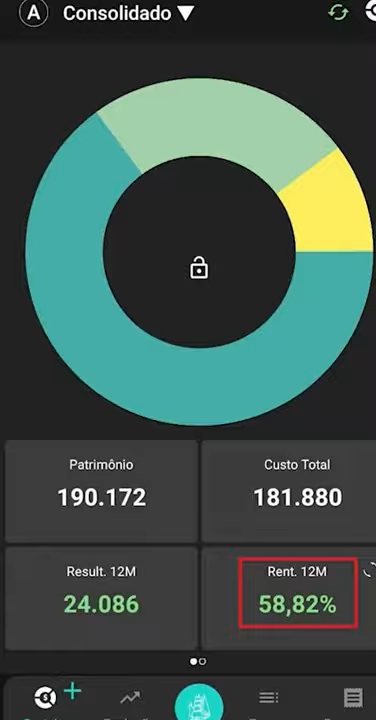 A Consolidado ▼
Patrimônio
190.172
Custo Total
181.880
Result. 12M
24.086
Rent. 12M
58,82%